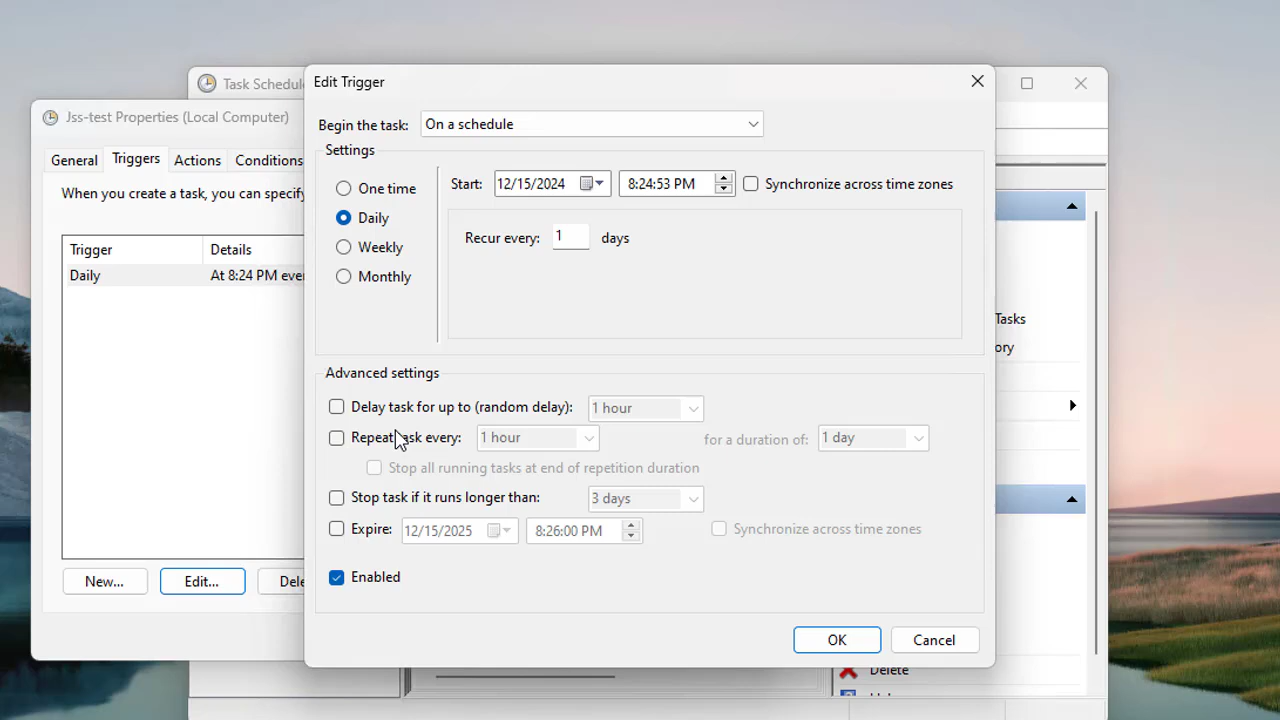 Task Schedul
Edit Trigger
Jss-test Properties (Local Computer)
Begin the task: On a schedule
General Triggers Actions Conditions
Settings
When you create a task, you can specify
One time
Start: 12/15/2024 8:24:53 PM Synchronize across time zones
Daily
Recur every: 1 days
Trigger Details
Weekly
Daily At 8:24 PM ever
Monthly
Tasks
ory
Advanced settings
Delay task for up to (random delay): 1 hour
Repeat task every: 1 hour for a duration of: 1 day
Stop all running tasks at end of repetition duration
Stop task if it runs longer than: 3 days
Expire: 12/15/2025 8:26:00 PM Synchronize across time zones
New... Edit... Dele
Enabled
OK Cancel
Delete